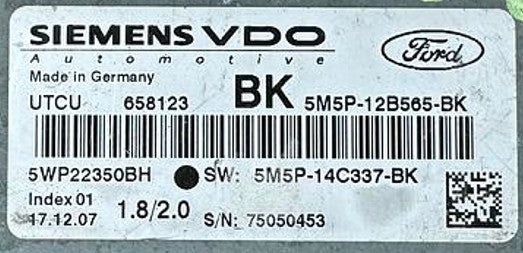 SIEMENS VDO
Automotive
Ford
Made in Germany
UTCU 658123 BK 5M5P-12B565-BK
5WP22350BH SW: 5M5P-14C337-BK
Index 01
17.12.07 1.8/2.0 S/N: 75050453